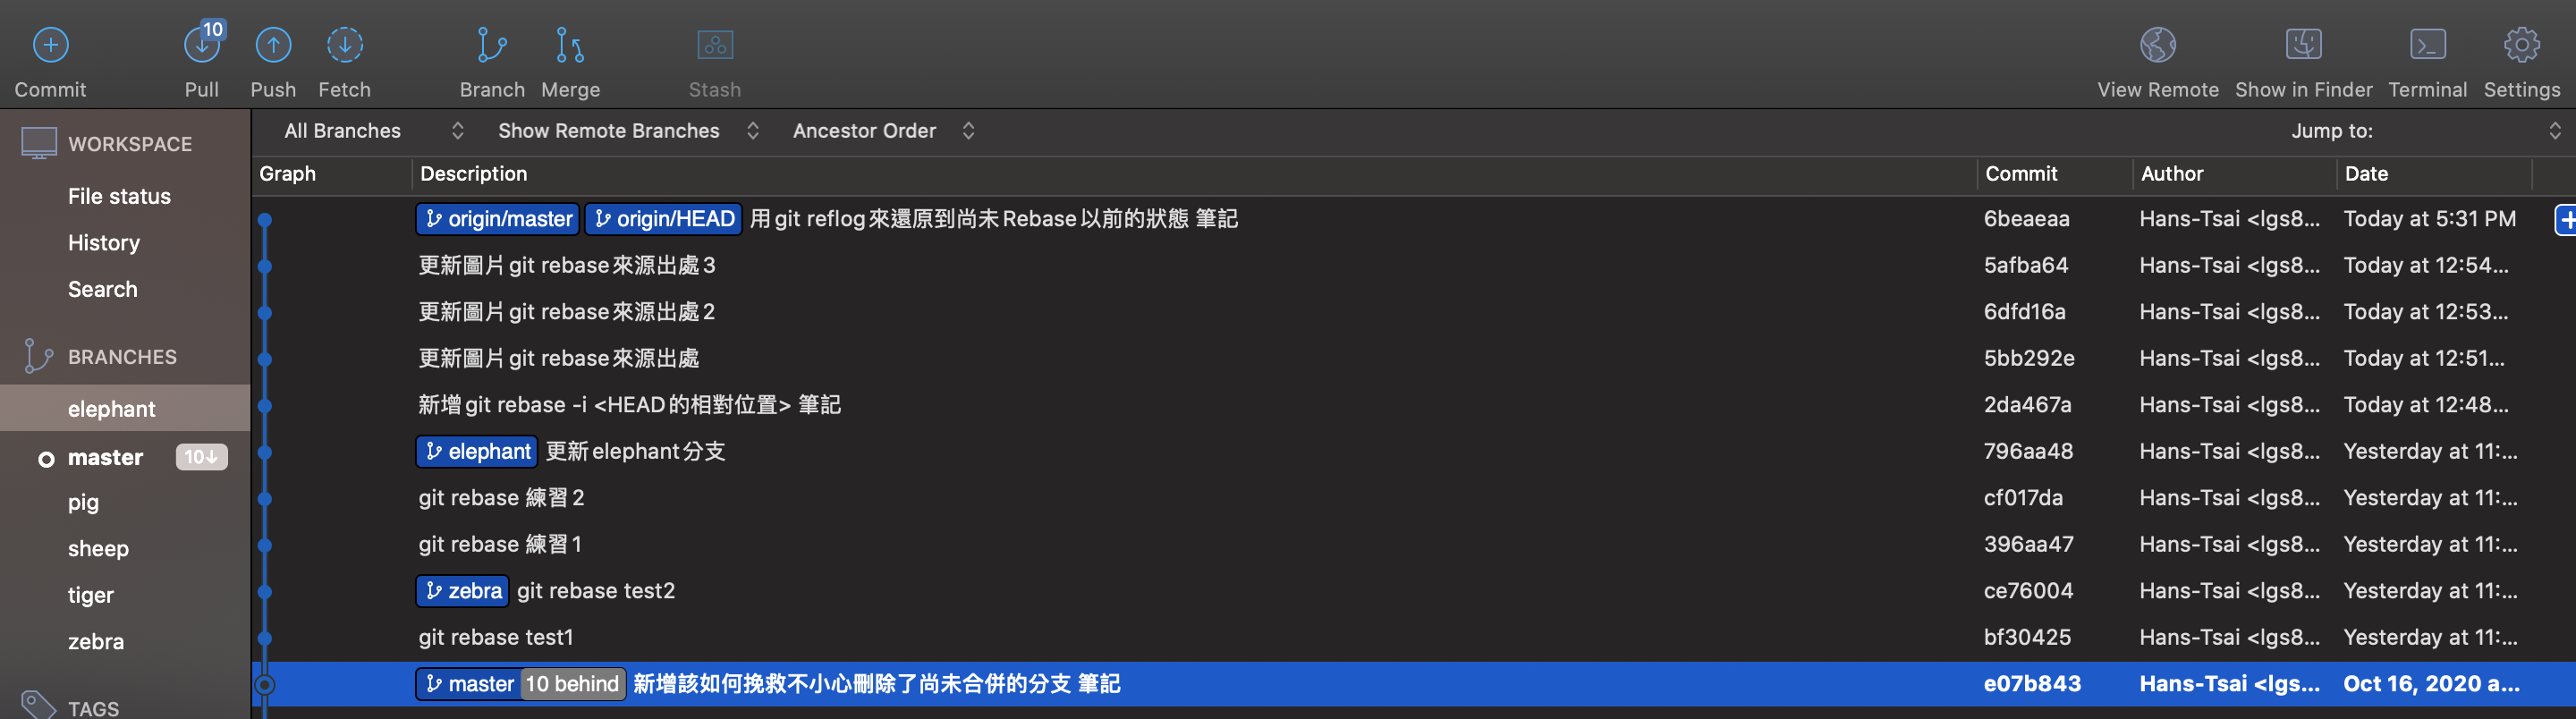 10
Commit Pull Push Fetch Branch Merge Stash View Remote Show in Finder Terminal Settings
WORKSPACE
File status
History
Search
BRANCHES
elephant
master 10↓
pig
sheep
tiger
zebra
TAGS
All Branches Show Remote Branches Ancestor Order Jump to:
Graph Description Commit Author Date
origin/master origin/HEAD 用git reflog來還原到尚未Rebase以前的狀態 筆記 6beaeaa Hans-Tsai <lgs8... Today at 5:31 PM
更新圖片git rebase來源出處3 5afba64 Hans-Tsai <lgs8... Today at 12:54...
更新圖片git rebase來源出處2 6dfd16a Hans-Tsai <lgs8... Today at 12:53...
更新圖片git rebase來源出處 5bb292e Hans-Tsai <lgs8... Today at 12:51...
新增git rebase -i <HEAD的相對位置> 筆記 2da467a Hans-Tsai <lgs8... Today at 12:48...
elephant 更新elephant分支 796aa48 Hans-Tsai <lgs8... Yesterday at 11:...
git rebase 練習2 cf017da Hans-Tsai <lgs8... Yesterday at 11:...
git rebase 練習1 396aa47 Hans-Tsai <lgs8... Yesterday at 11:...
zebra git rebase test2 ce76004 Hans-Tsai <lgs8... Yesterday at 11:...
git rebase test1 bf30425 Hans-Tsai <lgs8... Yesterday at 11:...
master 10 behind 新增該如何挽救不小心刪除了尚未合併的分支 筆記 e07b843 Hans-Tsai <lgs... Oct 16, 2020 a...